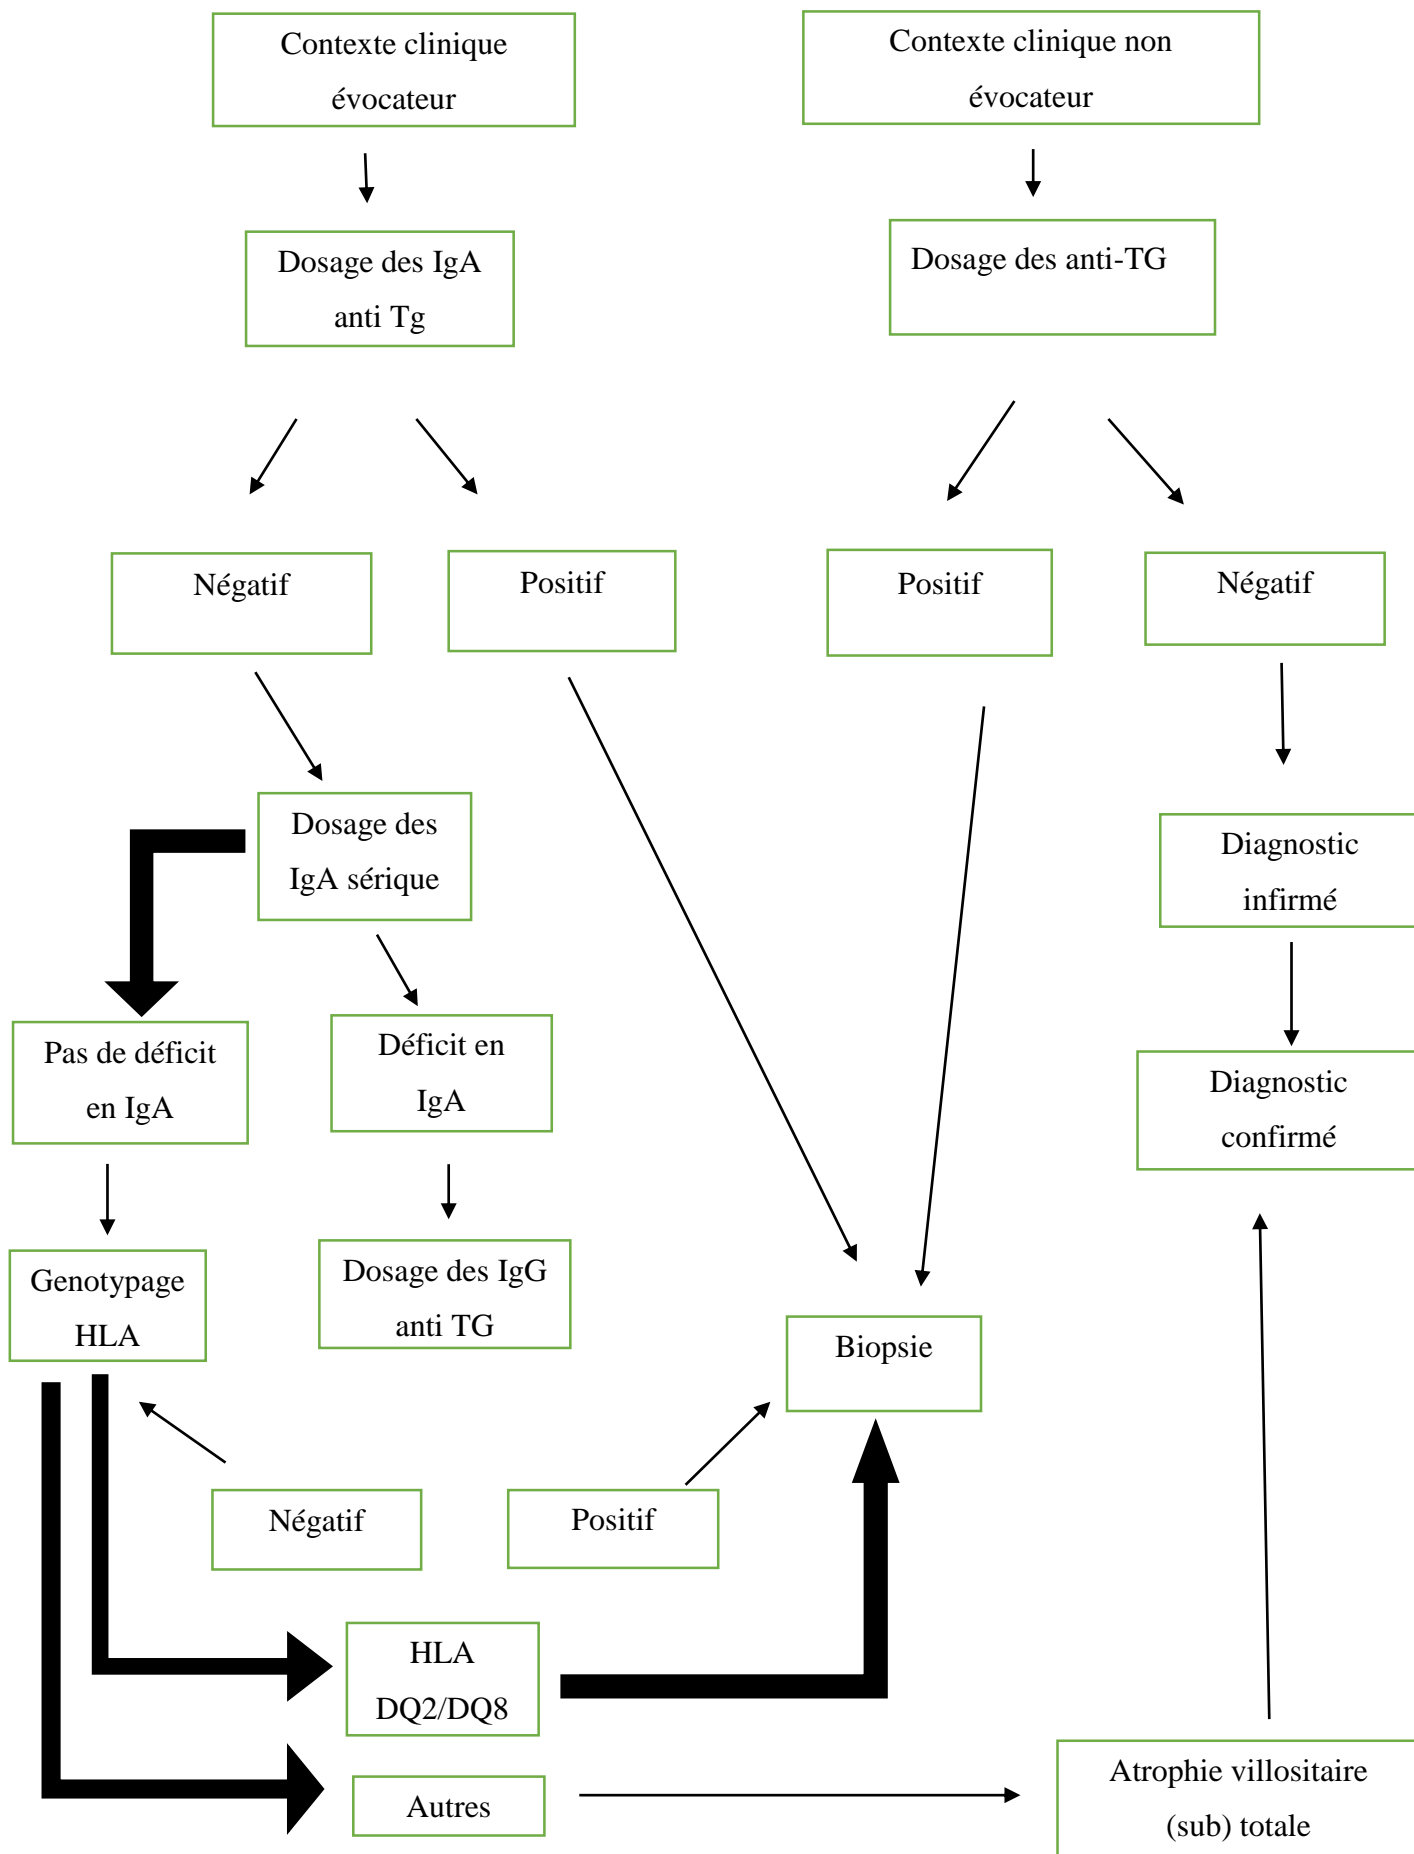 Contexte clinique
évocateur
Contexte clinique non
évocateur
Dosage des IgA
anti Tg
Dosage des anti-TG
Négatif
Positif
Positif
Négatif
Dosage des
IgA sérique
Diagnostic
infirmé
Pas de déficit
en IgA
Déficit en
IgA
Diagnostic
confirmé
Genotypage
HLA
Dosage des IgG
anti TG
Biopsie
Négatif
Positif
HLA
DQ2/DQ8
Autres
Atrophie villositaire
(sub) totale